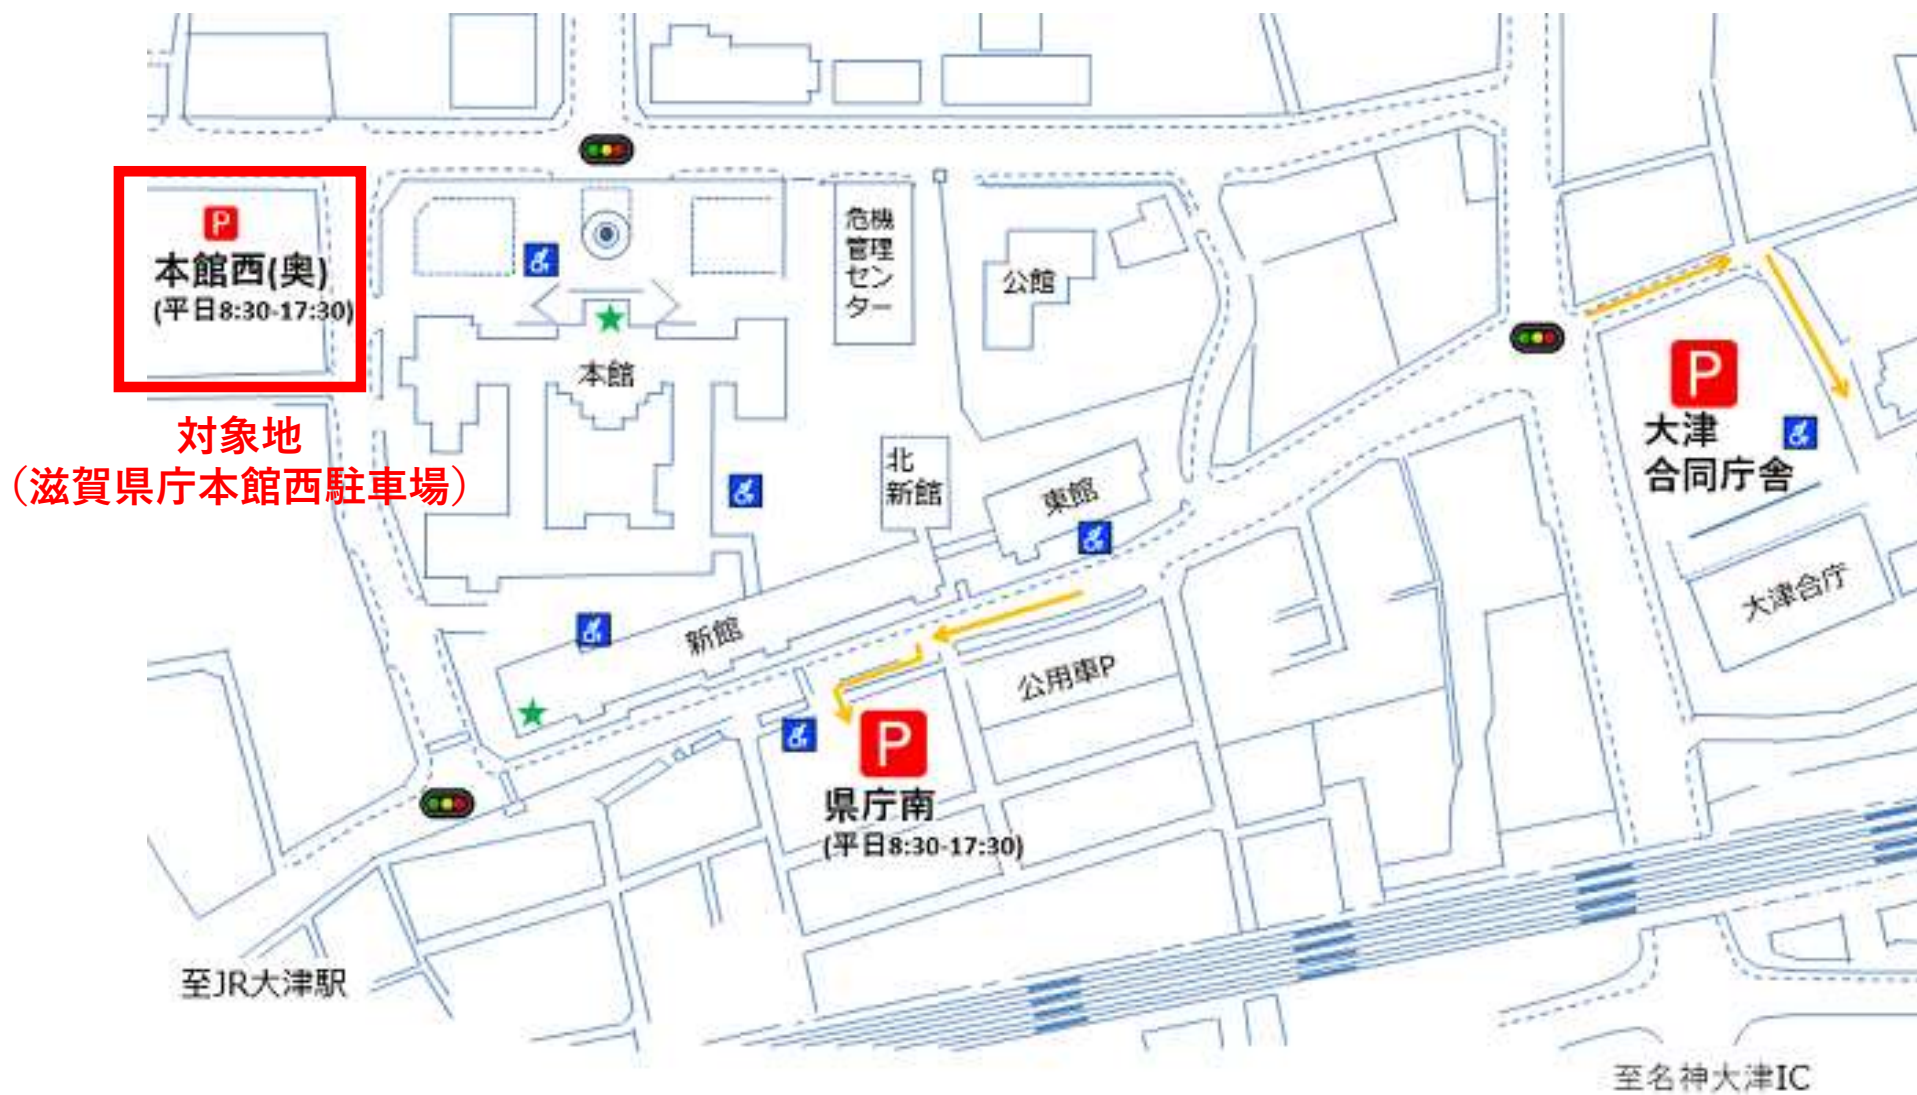 P
本館西(奥)
(平日8:30-17:30)
対象地
（滋賀県庁本館西駐車場）
危機
管理
セン
ター
公館
本館
北
新館
東館
新館
公用車P
P
県庁南
(平日8:30-17:30)
P
大津
合同庁舎
大津合庁
至JR大津駅
至名神大津IC